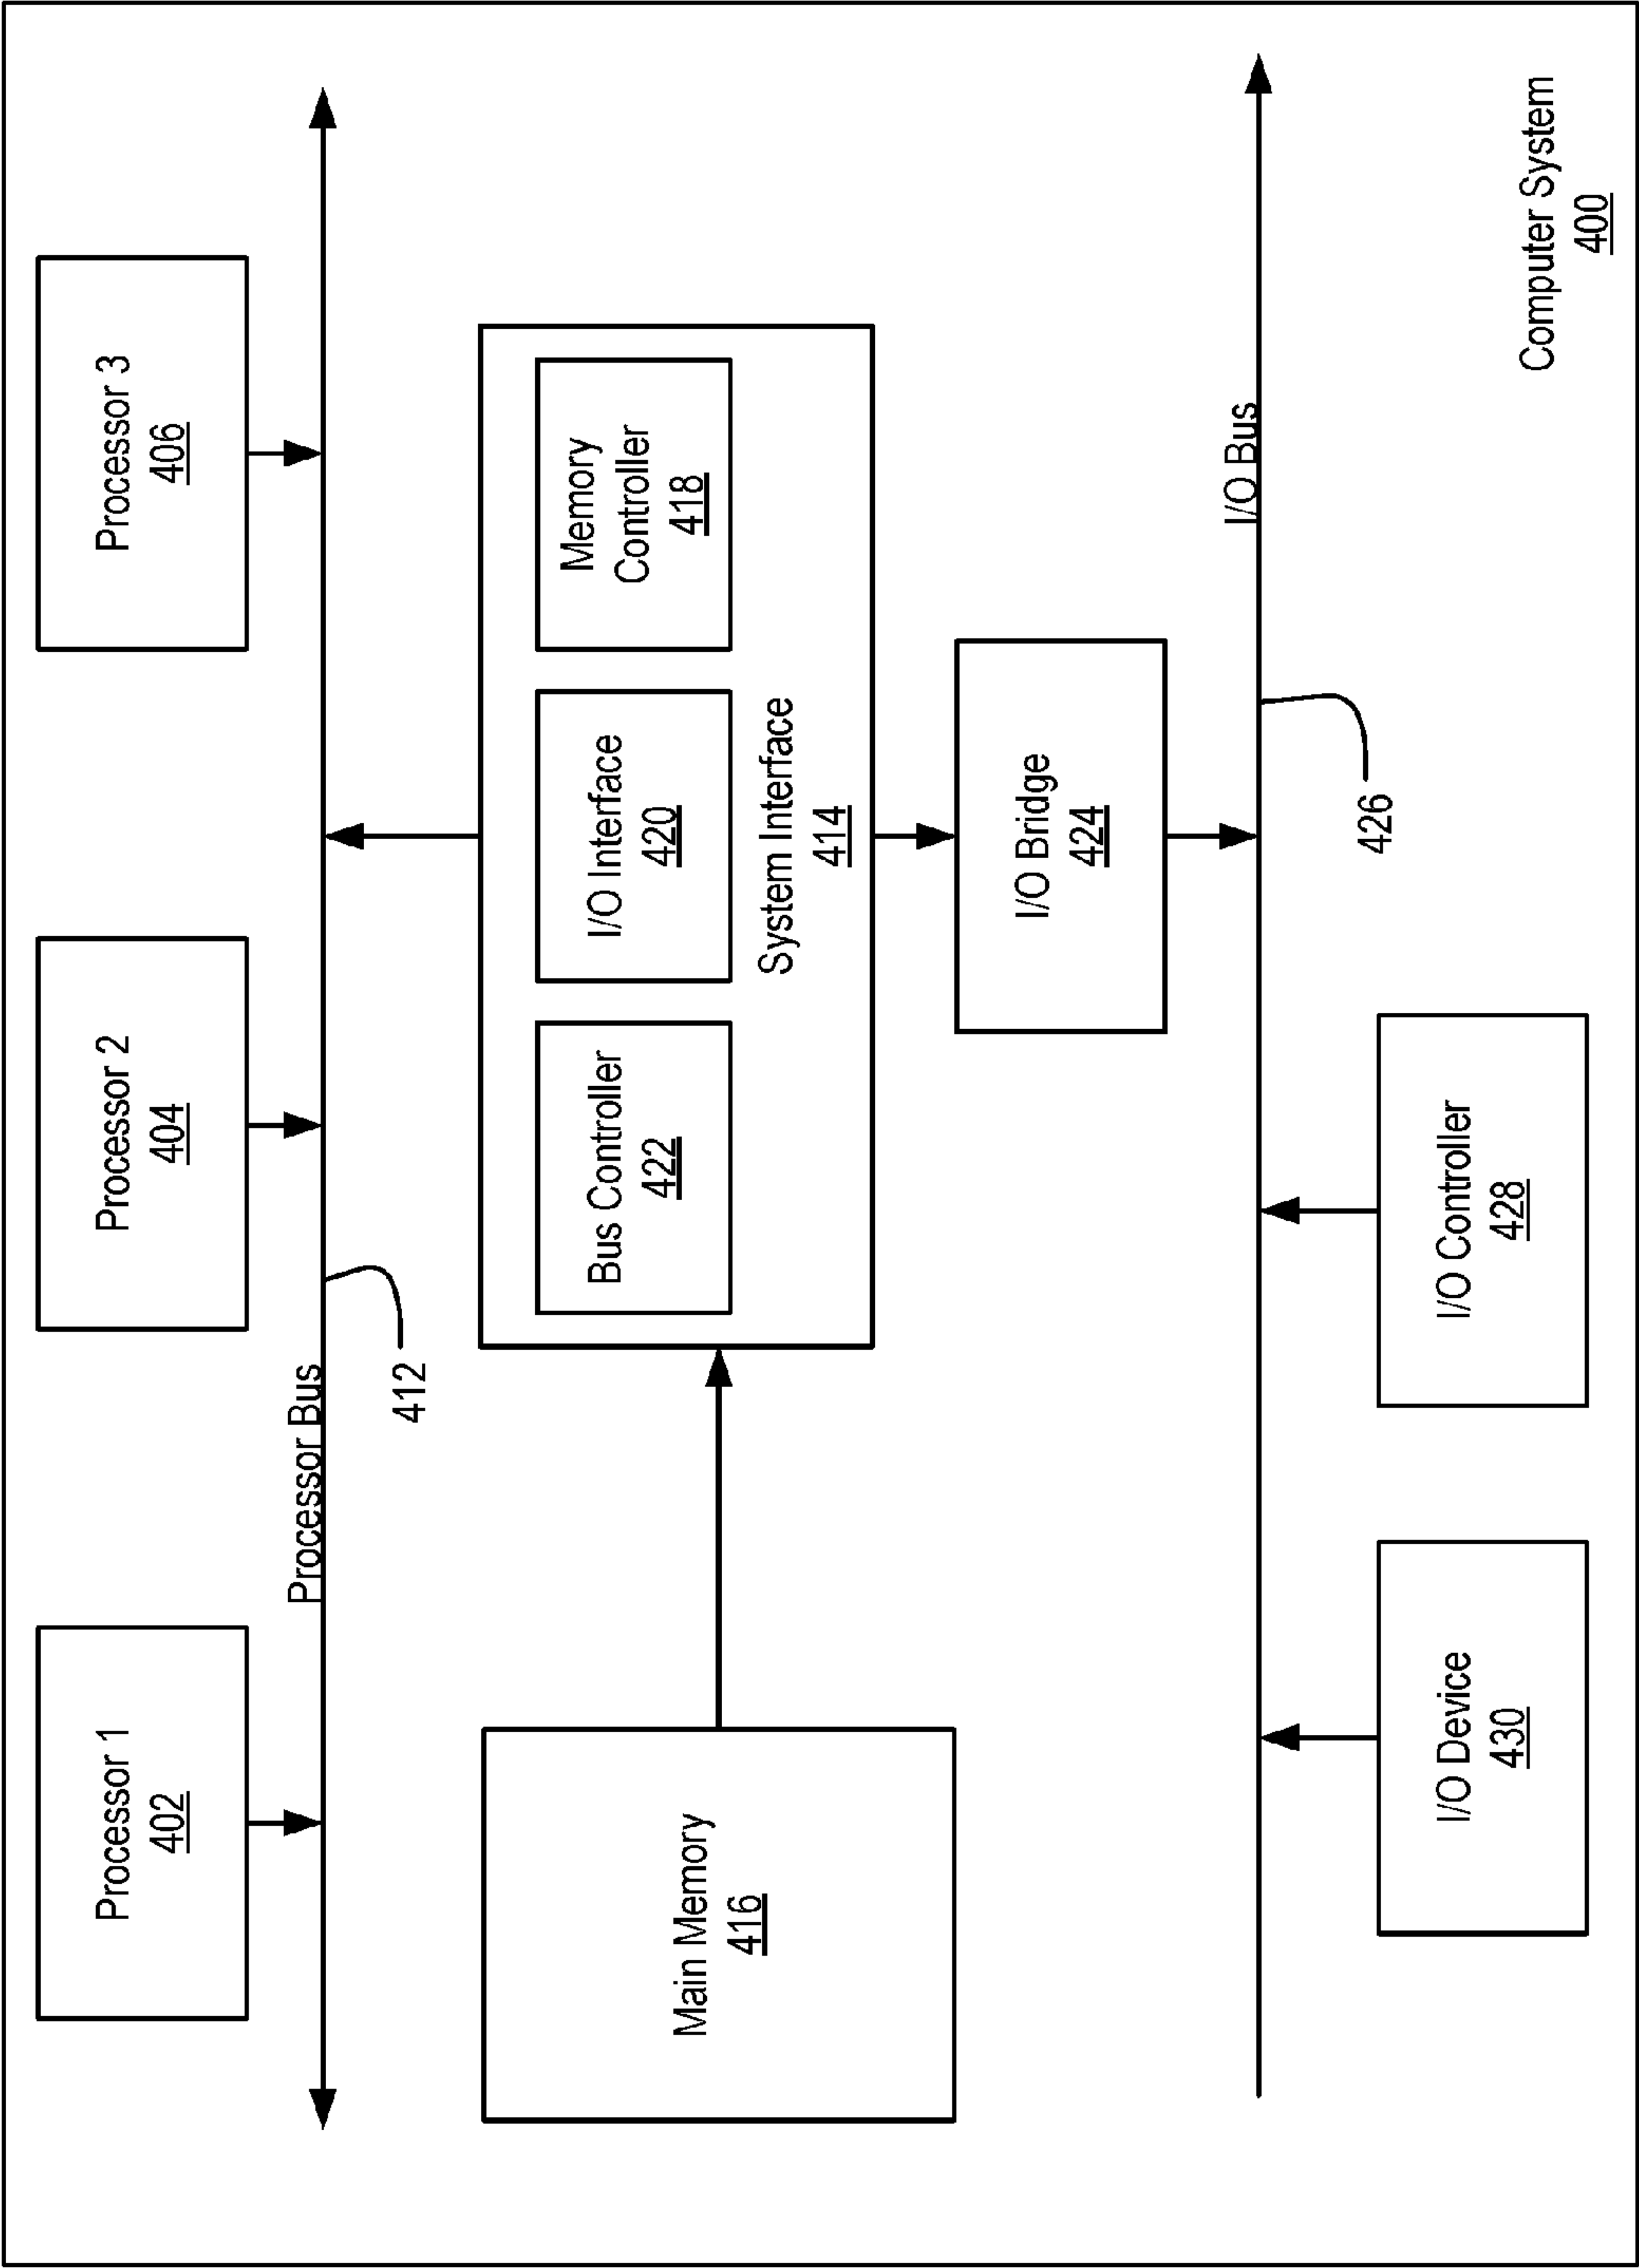 Processor 1
402
Processor 2
404
Processor 3
406
Processor Bus
412
Main Memory
416
Bus Controller
422
I/O Interface
420
Memory
Controller
418
System Interface
414
I/O Bridge
424
I/O Bus
426
I/O Device
430
I/O Controller
428
Computer System
400